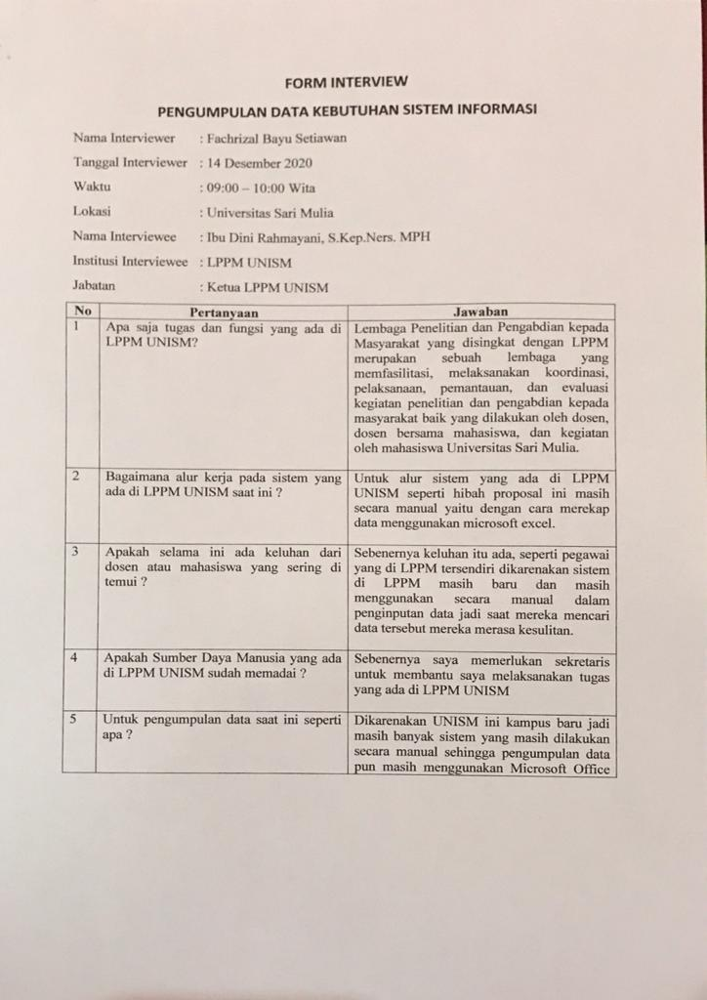 FORM INTERVIEW
PENGUMPULAN DATA KEBUTUHAN SISTEM INFORMASI
Nama Interviewer : Fachrizal Bayu Setiawan
Tanggal Interviewer : 14 Desember 2020
Waktu : 09:00 – 10:00 Wita
Lokasi : Universitas Sari Mulia
Nama Interviewee : Ibu Dini Rahmayani, S.Kep.Ners. MPH
Institusi Interviewee : LPPM UNISM
Jabatan : Ketua LPPM UNISM
No Pertanyaan Jawaban
1 Apa saja tugas dan fungsi yang ada di
LPPM UNISM?
Lembaga Penelitian dan Pengabdian kepada
Masyarakat yang disingkat dengan LPPM
merupakan sebuah lembaga yang
memfasilitasi, melaksanakan koordinasi,
pelaksanaan, pemantauan, dan evaluasi
kegiatan penelitian dan pengabdian kepada
masyarakat baik yang dilakukan oleh dosen,
dosen bersama mahasiswa, dan kegiatan
oleh mahasiswa Universitas Sari Mulia.
2 Bagaimana alur kerja pada sistem yang
ada di LPPM UNISM saat ini ?
Untuk alur sistem yang ada di LPPM
UNISM seperti hibah proposal ini masih
secara manual yaitu dengan cara merekap
data menggunakan microsoft excel.
3 Apakah selama ini ada keluhan dari
dosen atau mahasiswa yang sering di
temui ?
Sebenernya keluhan itu ada, seperti pegawai
yang di LPPM tersendiri dikarenakan sistem
di LPPM masih baru dan masih
menggunakan secara manual dalam
penginputan data jadi saat mereka mencari
data tersebut mereka merasa kesulitan.
4 Apakah Sumber Daya Manusia yang ada
di LPPM UNISM sudah memadai ?
Sebenernya saya memerlukan sekretaris
untuk membantu saya melaksanakan tugas
yang ada di LPPM UNISM
5 Untuk pengumpulan data saat ini seperti
apa ?
Dikarenakan UNISM ini kampus baru jadi
masih banyak sistem yang masih dilakukan
secara manual sehingga pengumpulan data
pun masih menggunakan Microsoft Office